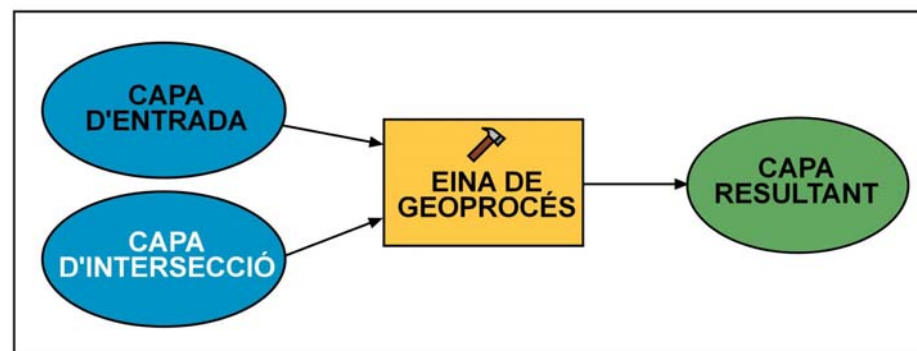 CAPA
D'ENTRADA
CAPA
D'INTERSECCIÓ
EINA DE
GEOPROCÉS
CAPA
RESULTANT